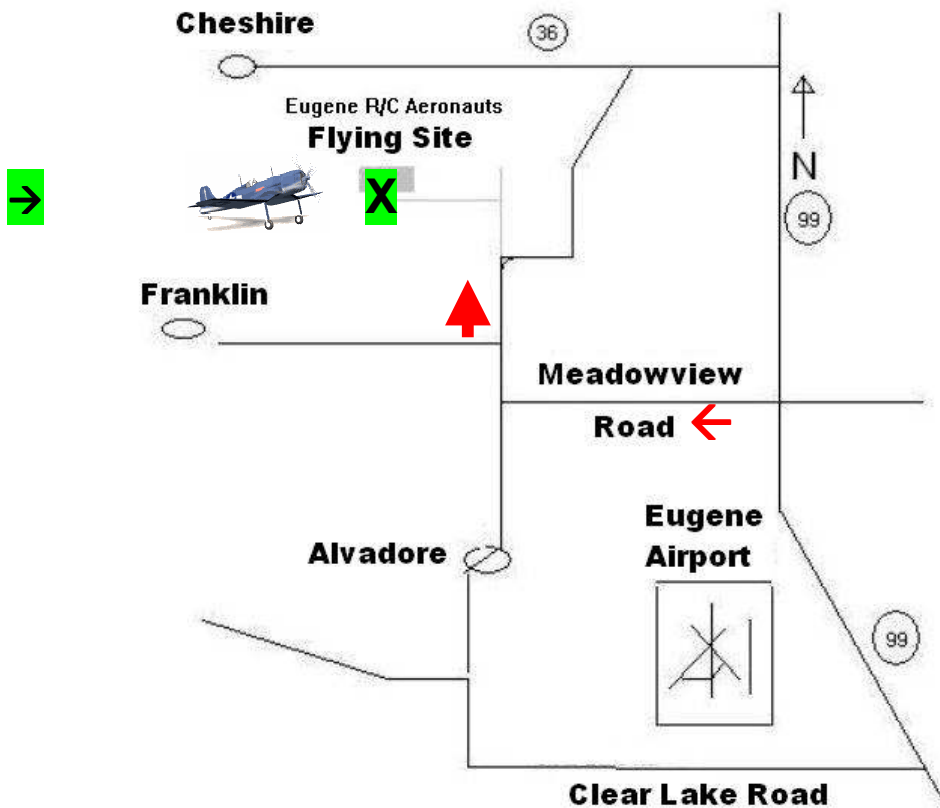 Cheshire
36
Eugene R/C Aeronauts
Flying Site
→
X
N
99
Franklin
Meadowview
Road ←
Eugene
Airport
Alvadore
99
Clear Lake Road